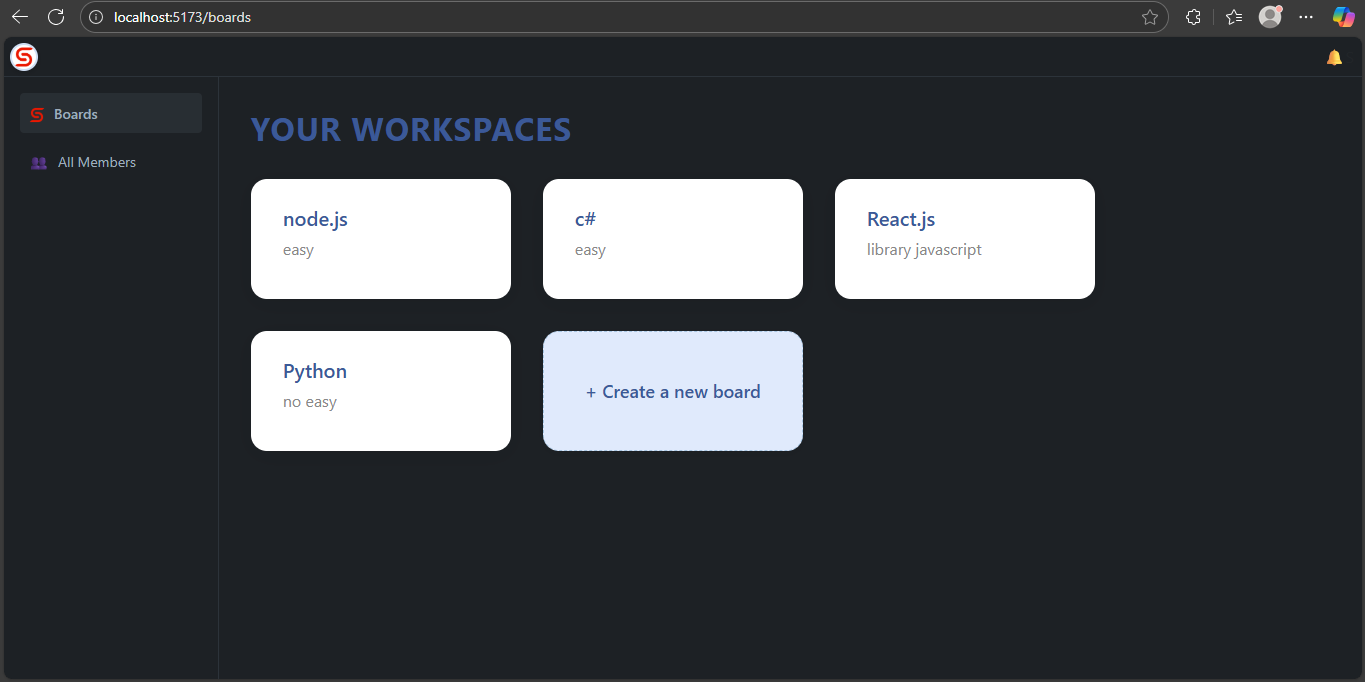 localhost:5173/boards
Boards
All Members
YOUR WORKSPACES
node.js
easy
c#
easy
React.js
library javascript
Python
no easy
+ Create a new board